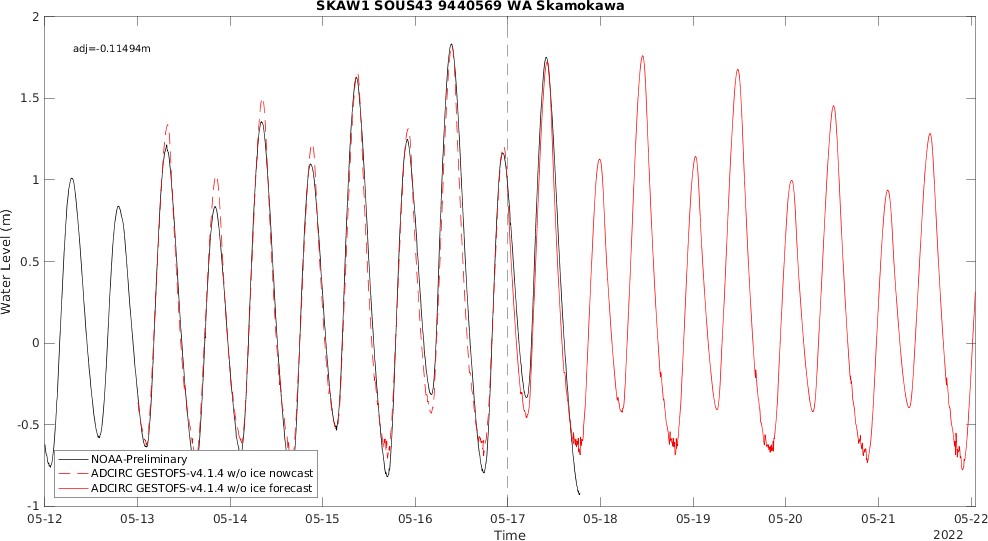 SKAW1 SOUS43 9440569 WA Skamokawa
adj=-0.11494m
Water Level (m)
2
1.5
1
0.5
0
-0.5
-1
NOAA-Preliminary
ADCIRC GESTOFS-v4.1.4 w/o ice nowcast
ADCIRC GESTOFS-v4.1.4 w/o ice forecast
05-12 05-13 05-14 05-15 05-16 05-17 05-18 05-19 05-20 05-21 05-22
Time
2022